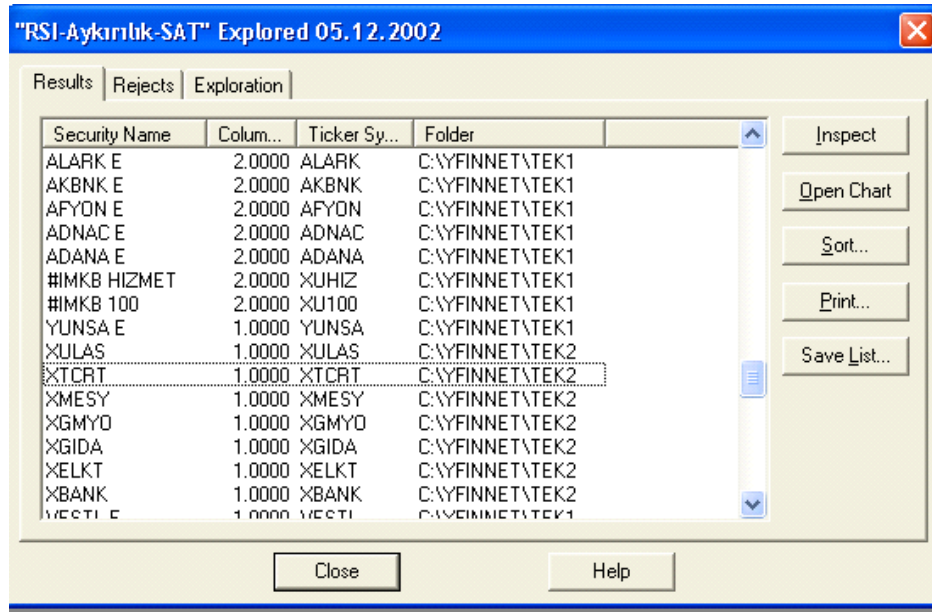 "RSI-Aykırılık-SAT" Explored 05.12.2002
Results Rejects Exploration
Security Name Colum... Ticker Sy... Folder
ALARK E 2.0000 ALARK C:\YFINNET\TEK1
AKBNK E 2.0000 AKBNK C:\YFINNET\TEK1
AFYON E 2.0000 AFYON C:\YFINNET\TEK1
ADNAC E 2.0000 ADNAC C:\YFINNET\TEK1
ADANA E 2.0000 ADANA C:\YFINNET\TEK1
#IMKB HIZMET 2.0000 XUHIZ C:\YFINNET\TEK1
#IMKB 100 2.0000 XU100 C:\YFINNET\TEK1
YUNSA E 1.0000 YUNSA C:\YFINNET\TEK1
XULAS 1.0000 XULAS C:\YFINNET\TEK2
XTCRT 1.0000 XTCRT C:\YFINNET\TEK2
XMESY 1.0000 XMESY C:\YFINNET\TEK2
XGMYO 1.0000 XGMYO C:\YFINNET\TEK2
XGIDA 1.0000 XGIDA C:\YFINNET\TEK2
XELKT 1.0000 XELKT C:\YFINNET\TEK2
XBANK 1.0000 XBANK C:\YFINNET\TEK2
VESTL E 1.0000 VESTL C:\YFINNET\TEK1
Inspect
Open Chart
Sort...
Print...
Save List...
Close Help